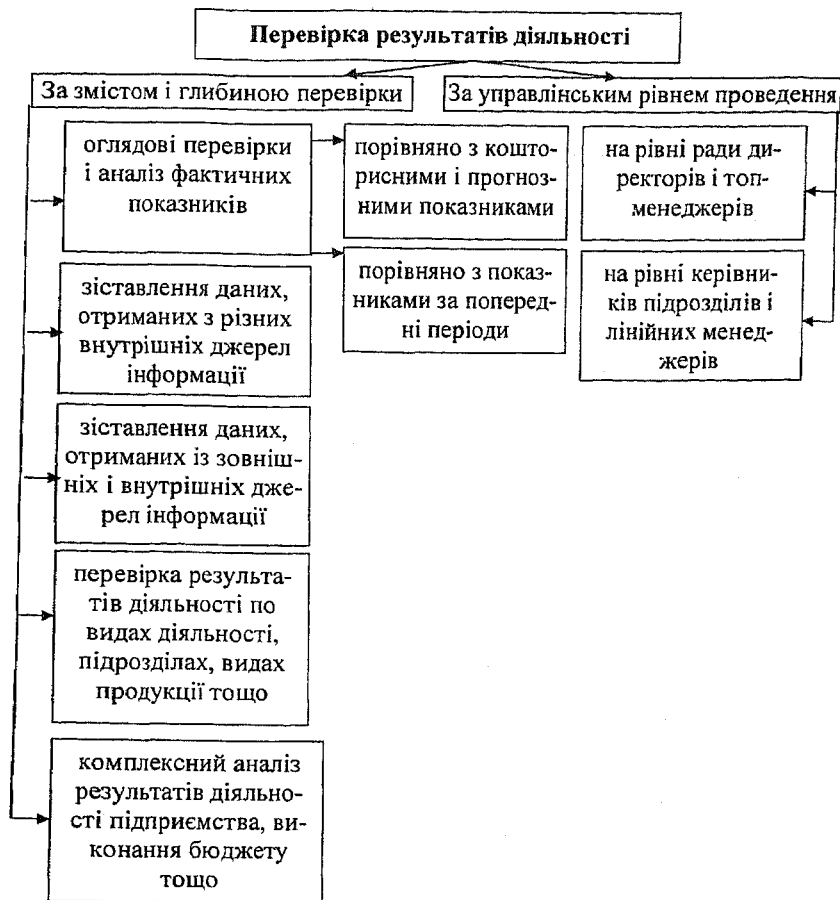 Перевірка результатів діяльності
За змістом і глибиною перевірки
За управлінським рівнем проведення
оглядові перевірки
і аналіз фактичних
показників
порівняно з кошто-
рисними і прогноз-
ними показниками
на рівні ради ди-
ректорів і топ-
менеджерів
порівняно з показ-
никами за поперед-
ні періоди
на рівні керівни-
ків підрозділів і
лінійних менед-
жерів
зіставлення даних,
отриманих з різних
внутрішніх джерел
інформації
зіставлення даних,
отриманих із зовніш-
ніх і внутрішніх дже-
рел інформації
перевірка результа-
тів діяльності по
видах діяльності,
підрозділах, видах
продукції тощо
комплексний аналіз
результатів діяльно-
сті підприємства, ви-
конання бюджету
тощо